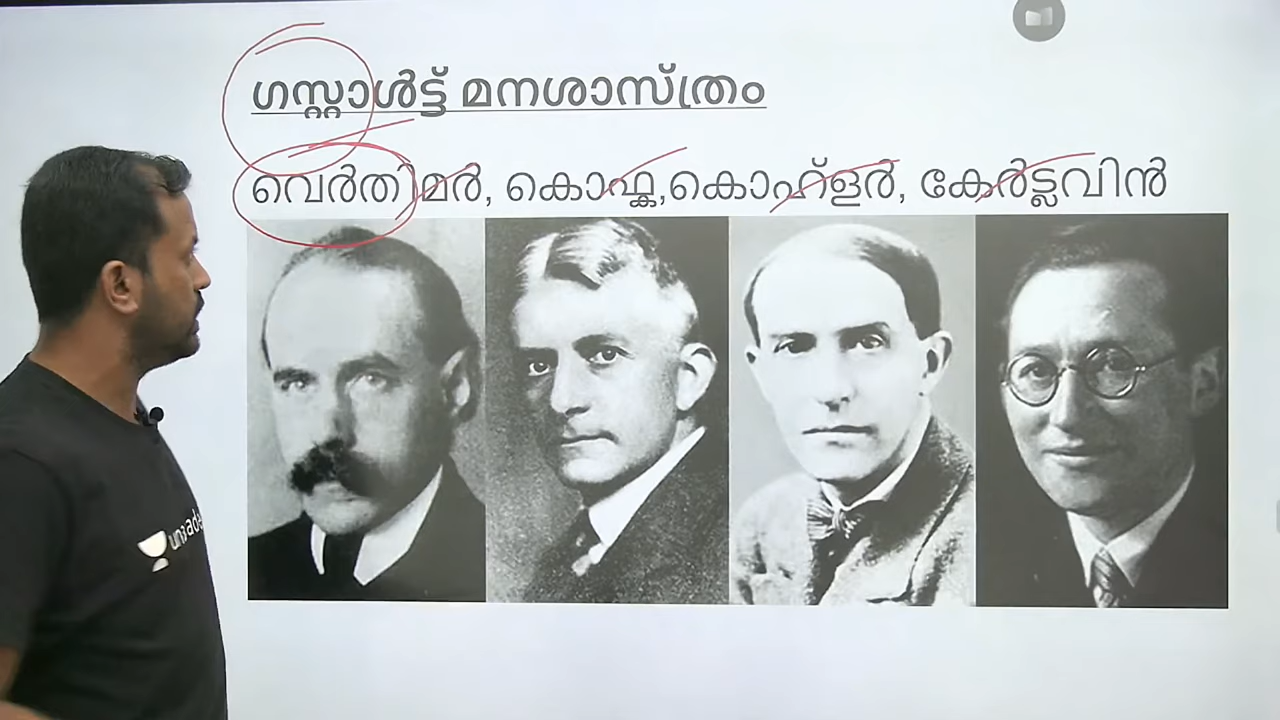 ഗസ്റ്റാൾട്ട് മനശാസ്ത്രം
വെർതിമർ, കൊഫ്ക,കൊഹ്ളർ, കേർട്ലവിൻ